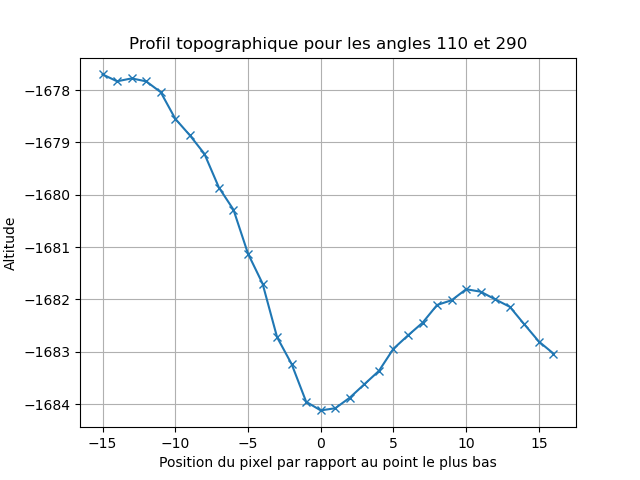 Profil topographique pour les angles 110 et 290
Altitude
−1678
−1679
−1680
−1681
−1682
−1683
−1684
−15 −10 −5 0 5 10 15
Position du pixel par rapport au point le plus bas